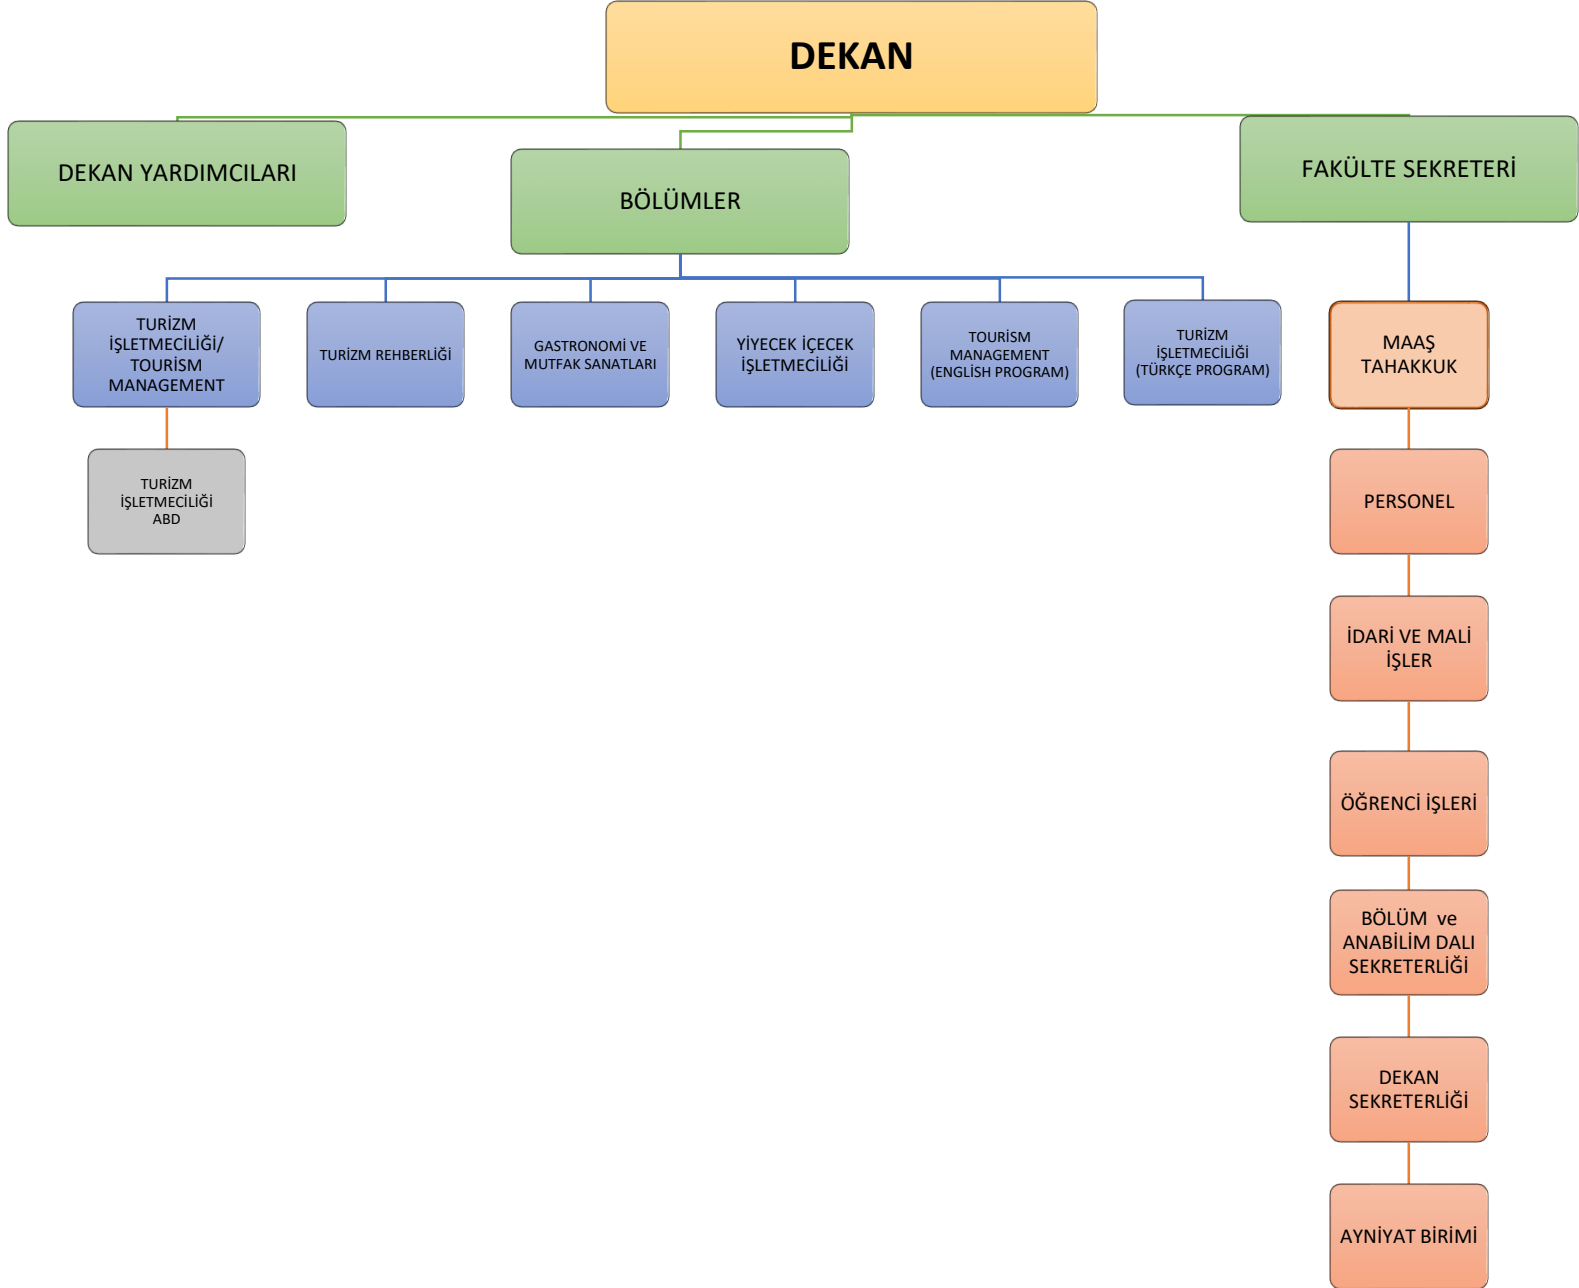 DEKAN
DEKAN YARDIMCILARI
BÖLÜMLER
FAKÜLTE SEKRETERİ
TURİZM
İŞLETMECİLİĞİ/
TOURİSM
MANAGEMENT
TURİZM REHBERLİĞİ
GASTRONOMİ VE
MUTFAK SANATLARI
YİYECEK İÇECEK
İŞLETMECİLİĞİ
TOURİSM
MANAGEMENT
(ENGLİSH PROGRAM)
TURİZM
İŞLETMECİLİĞİ
(TÜRKÇE PROGRAM)
MAAŞ
TAHAKKUK
TURİZM
İŞLETMECİLİĞİ
ABD
PERSONEL
İDARİ VE MALİ
İŞLER
ÖĞRENCİ İŞLERİ
BÖLÜM ve
ANABİLİM DALI
SEKRETERLİĞİ
DEKAN
SEKRETERLİĞİ
AYNİYAT BİRİMİ